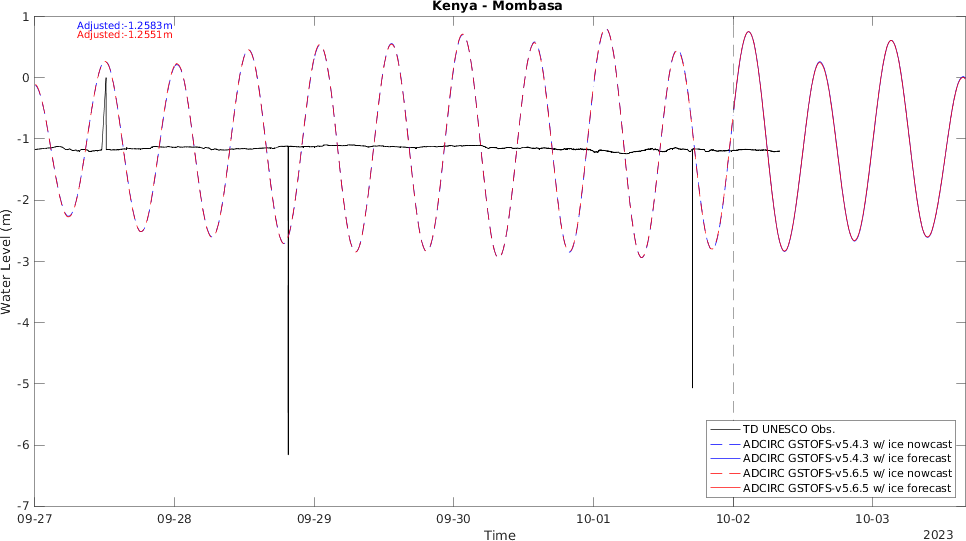 Kenya - Mombasa
Adjusted:-1.2583m
Adjusted:-1.2551m
1
0
-1
-2
-3
-4
-5
-6
-7
Water Level (m)
TD UNESCO Obs.
ADCIRC GSTOFS-v5.4.3 w/ ice nowcast
ADCIRC GSTOFS-v5.4.3 w/ ice forecast
ADCIRC GSTOFS-v5.6.5 w/ ice nowcast
ADCIRC GSTOFS-v5.6.5 w/ ice forecast
09-27 09-28 09-29 09-30 10-01 10-02 10-03
Time
2023